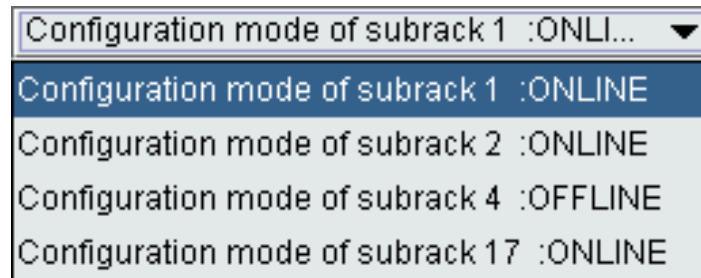 Configuration mode of subrack 1 :ONLI...
Configuration mode of subrack 1 :ONLINE
Configuration mode of subrack 2 :ONLINE
Configuration mode of subrack 4 :OFFLINE
Configuration mode of subrack 17 :ONLINE